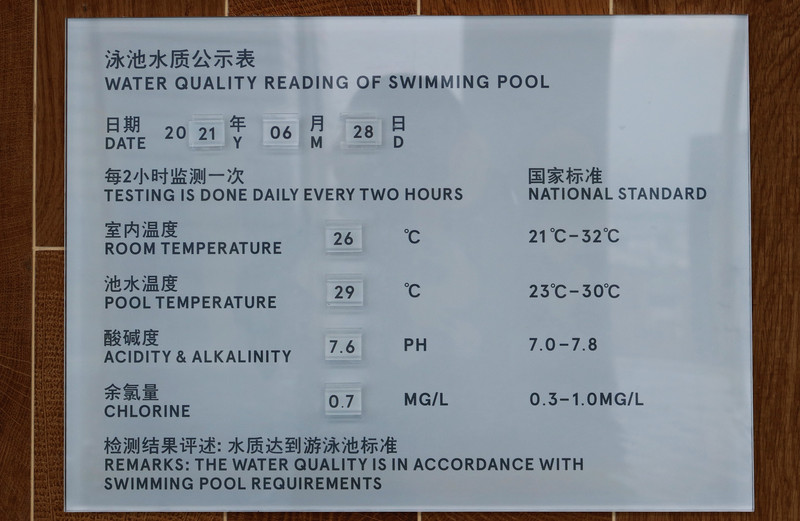 泳池水质公示表
WATER QUALITY READING OF SWIMMING POOL
日期 年 月 日
DATE 20 21 Y 06 M 28 D
每2小时监测一次 国家标准
TESTING IS DONE DAILY EVERY TWO HOURS NATIONAL STANDARD
室内温度
ROOM TEMPERATURE 26 ℃ 21℃-32℃
池水温度
POOL TEMPERATURE 29 ℃ 23℃-30℃
酸碱度
ACIDITY & ALKALINITY 7.6 PH 7.0-7.8
余氯量
CHLORINE 0.7 MG/L 0.3-1.0MG/L
检测结果评述: 水质达到游泳池标准
REMARKS: THE WATER QUALITY IS IN ACCORDANCE WITH
SWIMMING POOL REQUIREMENTS